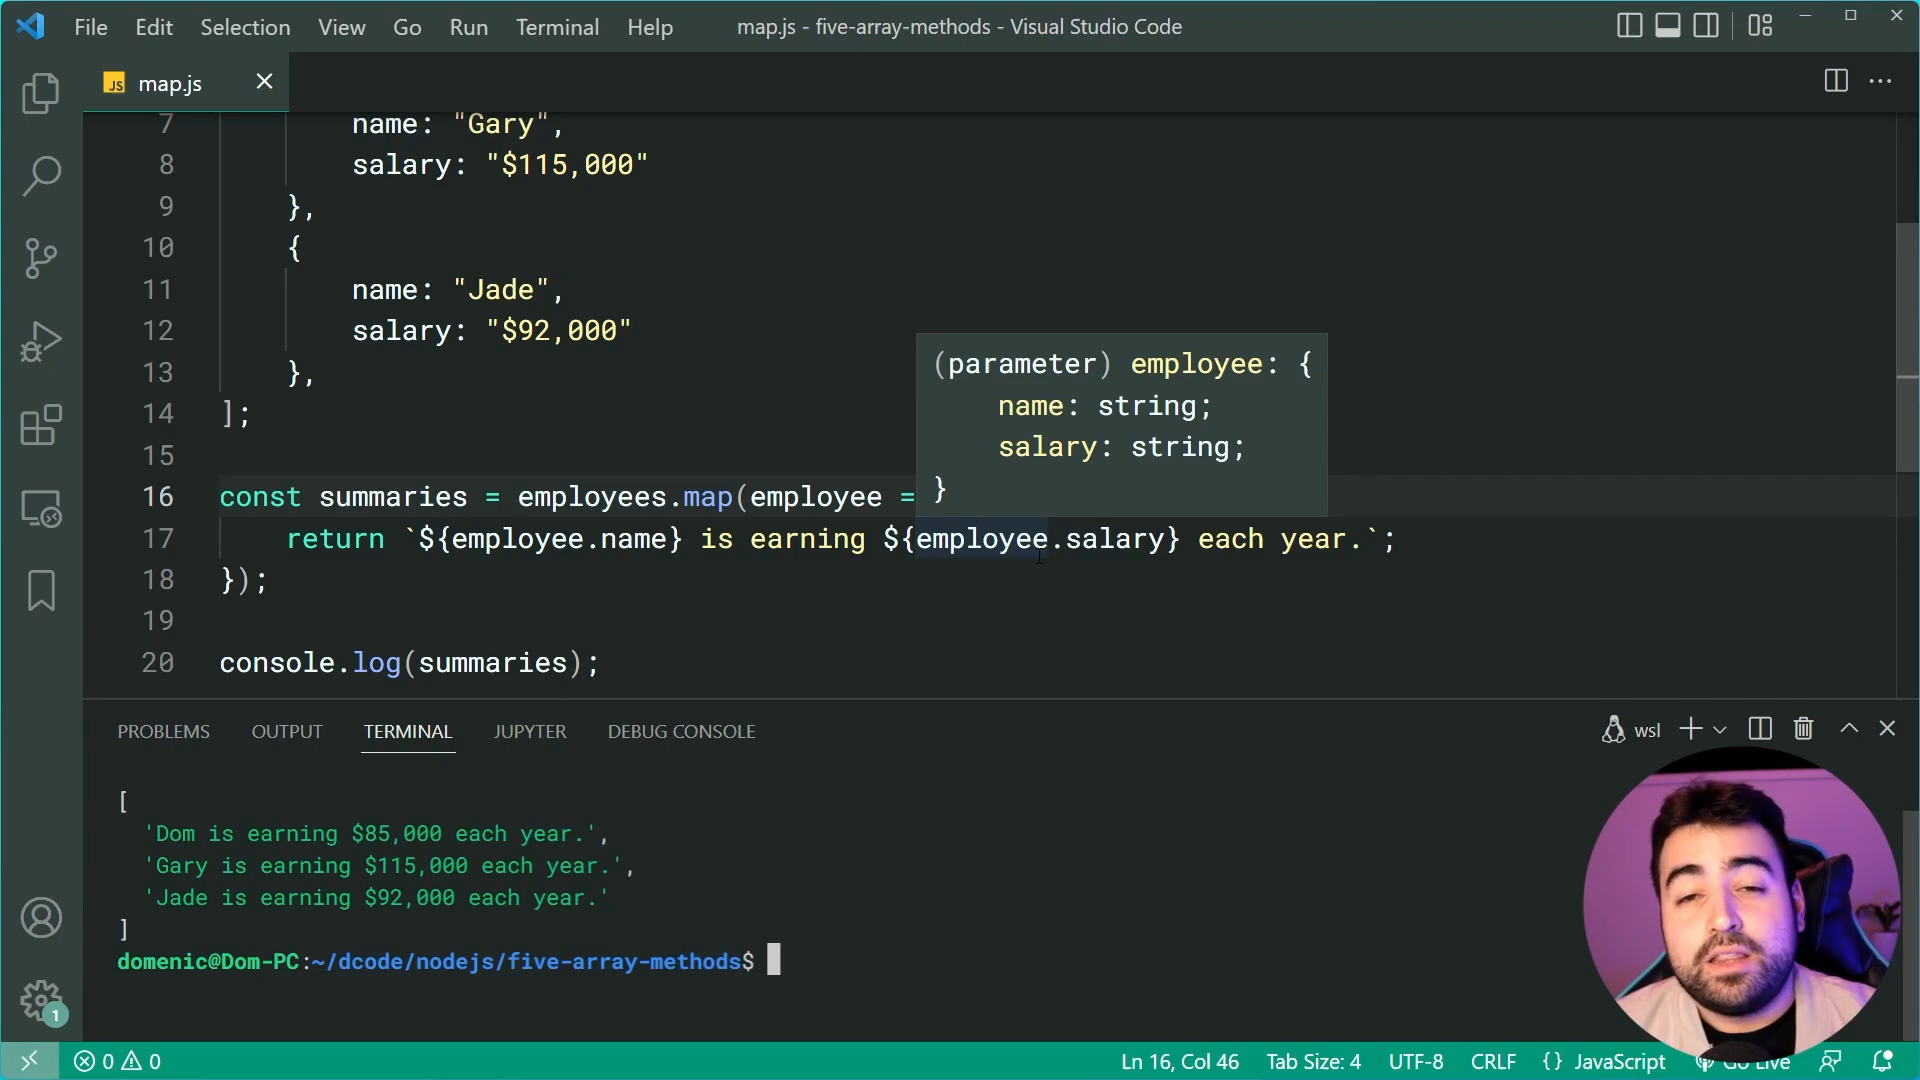 File Edit Selection View Go Run Terminal Help map.js - five-array-methods - Visual Studio Code
JS map.js
7 name: "Gary",
8 salary: "$115,000"
9 },
10 {
11 name: "Jade",
12 salary: "$92,000"
13 },
14 ];
15
(parameter) employee: {
name: string;
salary: string;
}
16 const summaries = employees.map(employee =
17 return `${employee.name} is earning ${employee.salary} each year.`;
18 });
19
20 console.log(summaries);
PROBLEMS OUTPUT TERMINAL JUPYTER DEBUG CONSOLE wsl
[
'Dom is earning $85,000 each year.',
'Gary is earning $115,000 each year.',
'Jade is earning $92,000 each year.'
]
domenic@Dom-PC:~/dcode/nodejs/five-array-methods$
1
0 0 Ln 16, Col 46 Tab Size: 4 UTF-8 CRLF {} JavaScript Go Live